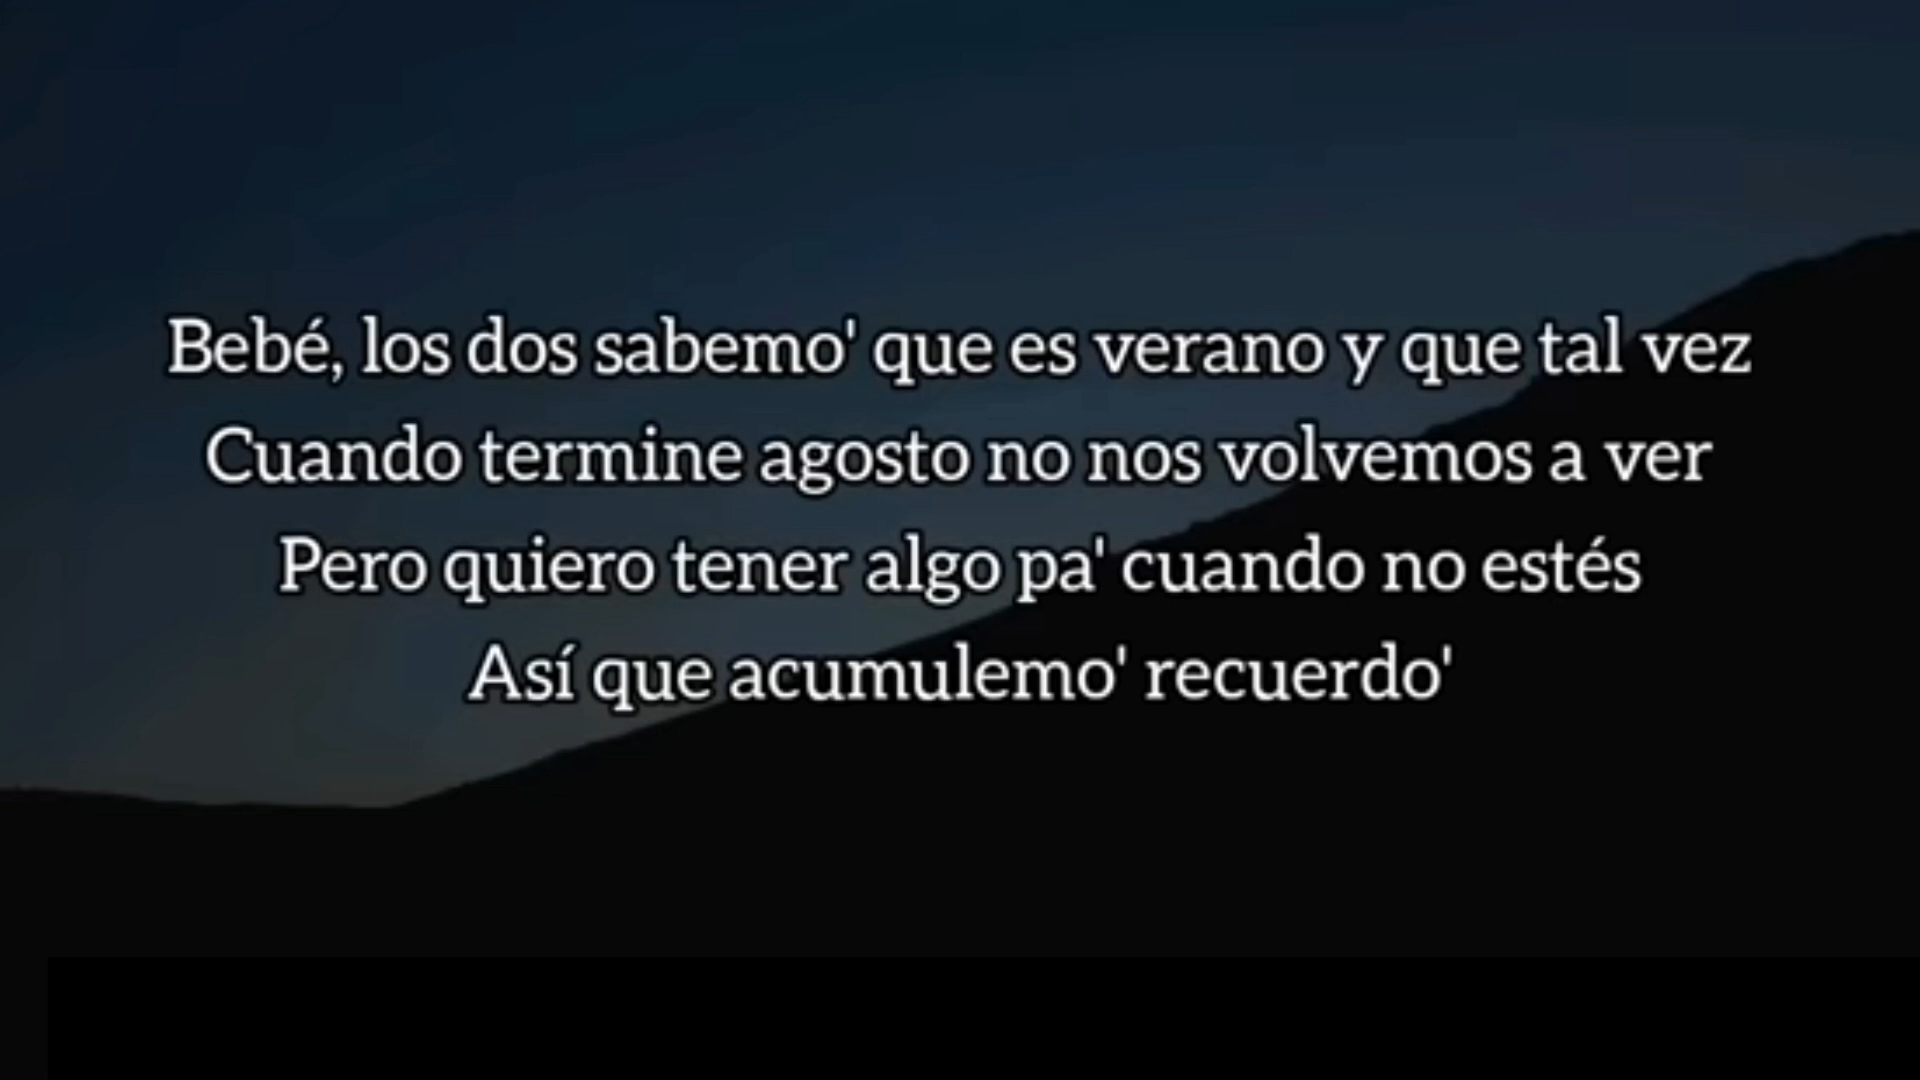 Bebé, los dos sabemo' que es verano y que tal vez
Cuando termine agosto no nos volvemos a ver
Pero quiero tener algo pa' cuando no estés
Así que acumulemo' recuerdo'